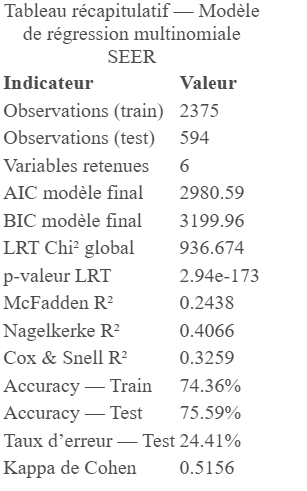 Tableau récapitulatif — Modèle
de régression multinomiale
SEER
Indicateur Valeur
Observations (train) 2375
Observations (test) 594
Variables retenues 6
AIC modèle final 2980.59
BIC modèle final 3199.96
LRT Chi² global 936.674
p-valeur LRT 2.94e-173
McFadden R² 0.2438
Nagelkerke R² 0.4066
Cox & Snell R² 0.3259
Accuracy — Train 74.36%
Accuracy — Test 75.59%
Taux d’erreur — Test 24.41%
Kappa de Cohen 0.5156